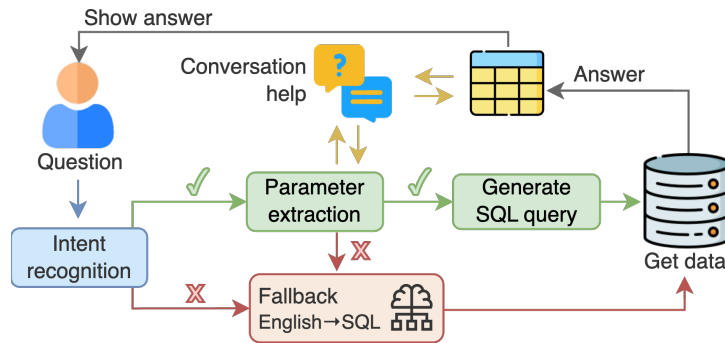 Show answer
Conversation
help
?
Answer
Question
Parameter
extraction
Generate
SQL query
Intent
recognition
Get data
Fallback
English→SQL